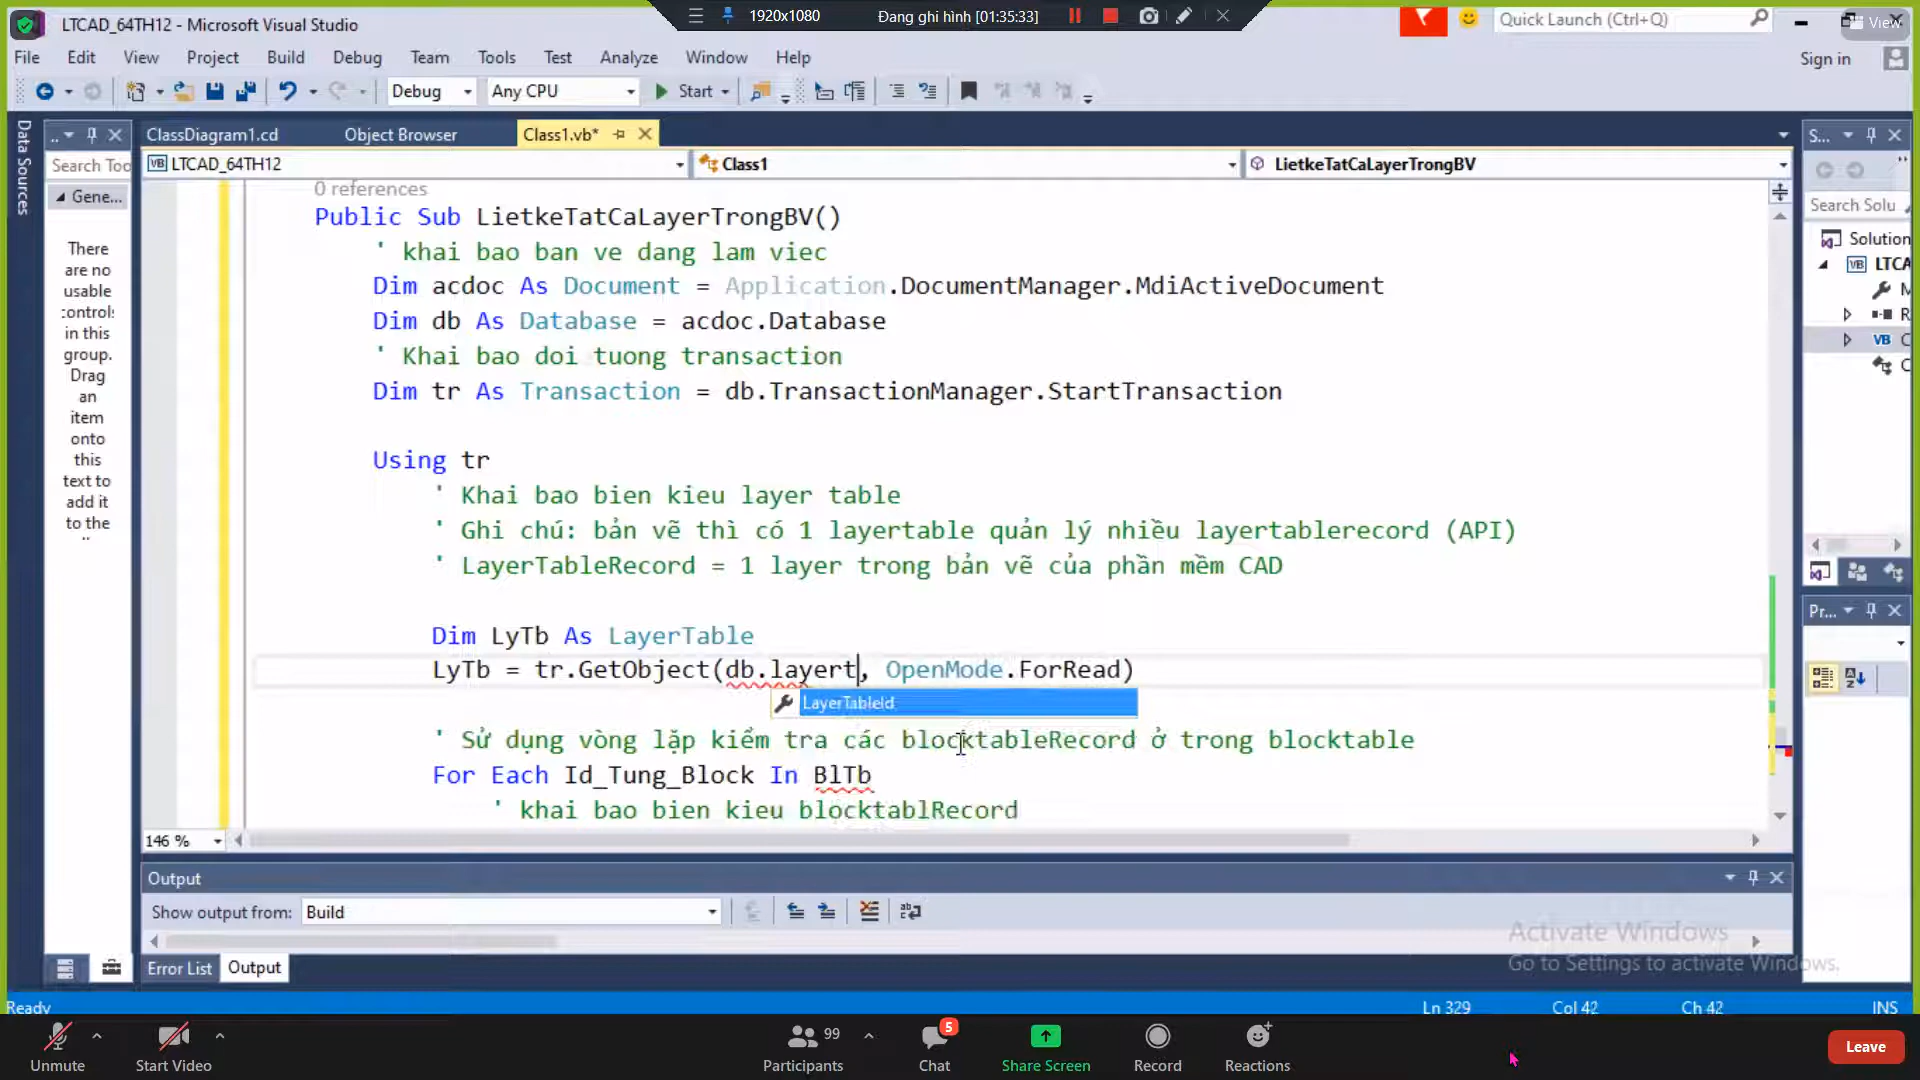 LTCAD_64TH12 - Microsoft Visual Studio
1920x1080
Đang ghi hình [01:35:33]
Quick Launch (Ctrl+Q)
View
File Edit View Project Build Debug Team Tools Test Analyze Window Help
Sign in
Debug
Any CPU
Start
Data Sources
ClassDiagram1.cd
Object Browser
Class1.vb*
S...
Search Too
LTCAD_64TH12
Class1
LietkeTatCaLayerTrongBV
Gene...
There
are no
usable
:control:
in this
group.
Drag
an
item
onto
this
text to
add it
to the
Search Solu
Solution
LTCA
0 references
Public Sub LietkeTatCaLayerTrongBV()
' khai bao ban ve dang lam viec
Dim acdoc As Document = Application.DocumentManager.MdiActiveDocument
Dim db As Database = acdoc.Database
' Khai bao doi tuong transaction
Dim tr As Transaction = db.TransactionManager.StartTransaction
Using tr
' Khai bao bien kieu layer table
' Ghi chú: bản vẽ thì có 1 layertable quản lý nhiều layertablerecord (API)
' LayerTableRecord = 1 layer trong bản vẽ của phần mềm CAD
Dim LyTb As LayerTable
LyTb = tr.GetObject(db.layert, OpenMode.ForRead)
LayerTableId
' Sử dụng vòng lặp kiểm tra các blocktableRecord ở trong blocktable
For Each Id_Tung_Block In BlTb
' khai bao bien kieu blocktablRecord
Pr...
146 %
Output
Show output from: Build
Error List
Output
Activate Windows
Go to Settings to activate Windows.
Ready
Ln 329
Col 42
Ch 42
INS
Unmute
Start Video
99
Participants
5
Chat
Share Screen
Record
Reactions
Leave